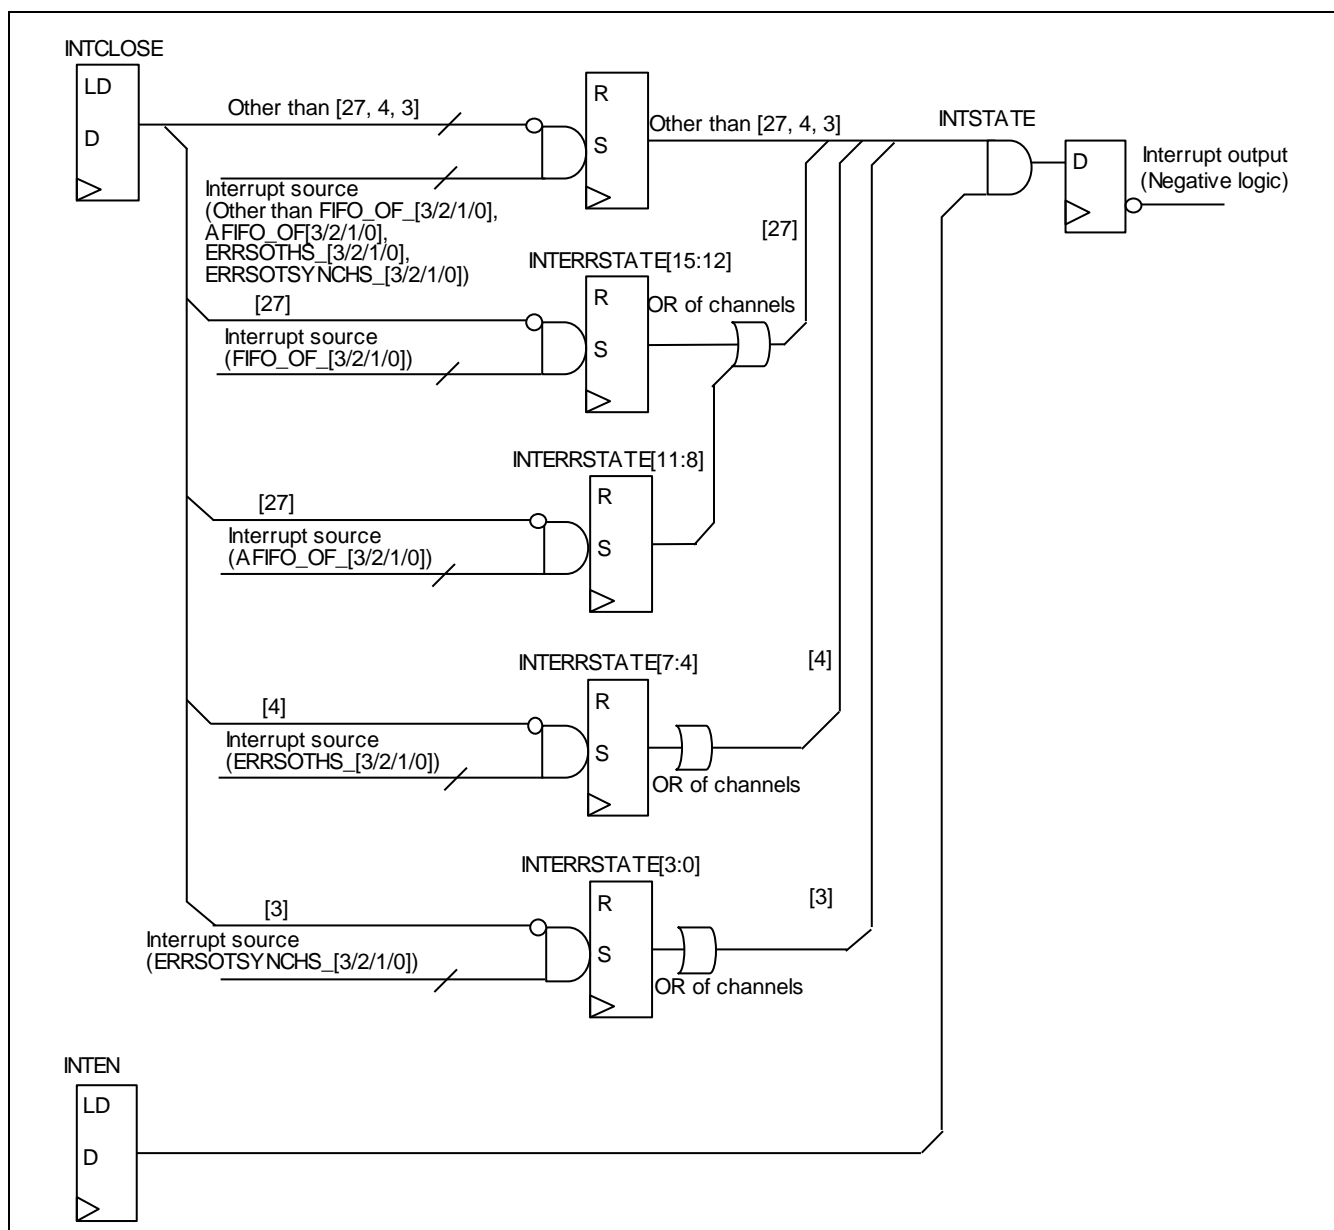 INTCLOSE
LD
D
Other than [27, 4, 3]
R
S
Other than [27, 4, 3]
INTSTATE
D
Interrupt output
(Negative logic)
Interrupt source
(Other than FIFO_OF_[3/2/1/0],
AFIFO_OF[3/2/1/0],
ERRSOTHS_[3/2/1/0],
ERRSOTSYNCHS_[3/2/1/0])
[27]
INTERRSTATE[15:12]
[27]
R
S
OR of channels
Interrupt source
(FIFO_OF_[3/2/1/0])
INTERRSTATE[11:8]
[27]
R
S
Interrupt source
(AFIFO_OF_[3/2/1/0])
INTERRSTATE[7:4]
[4]
[4]
R
S
Interrupt source
(ERRSOTHS_[3/2/1/0])
OR of channels
INTERRSTATE[3:0]
[3]
[3]
R
S
Interrupt source
(ERRSOTSYNCHS_[3/2/1/0])
OR of channels
INTEN
LD
D